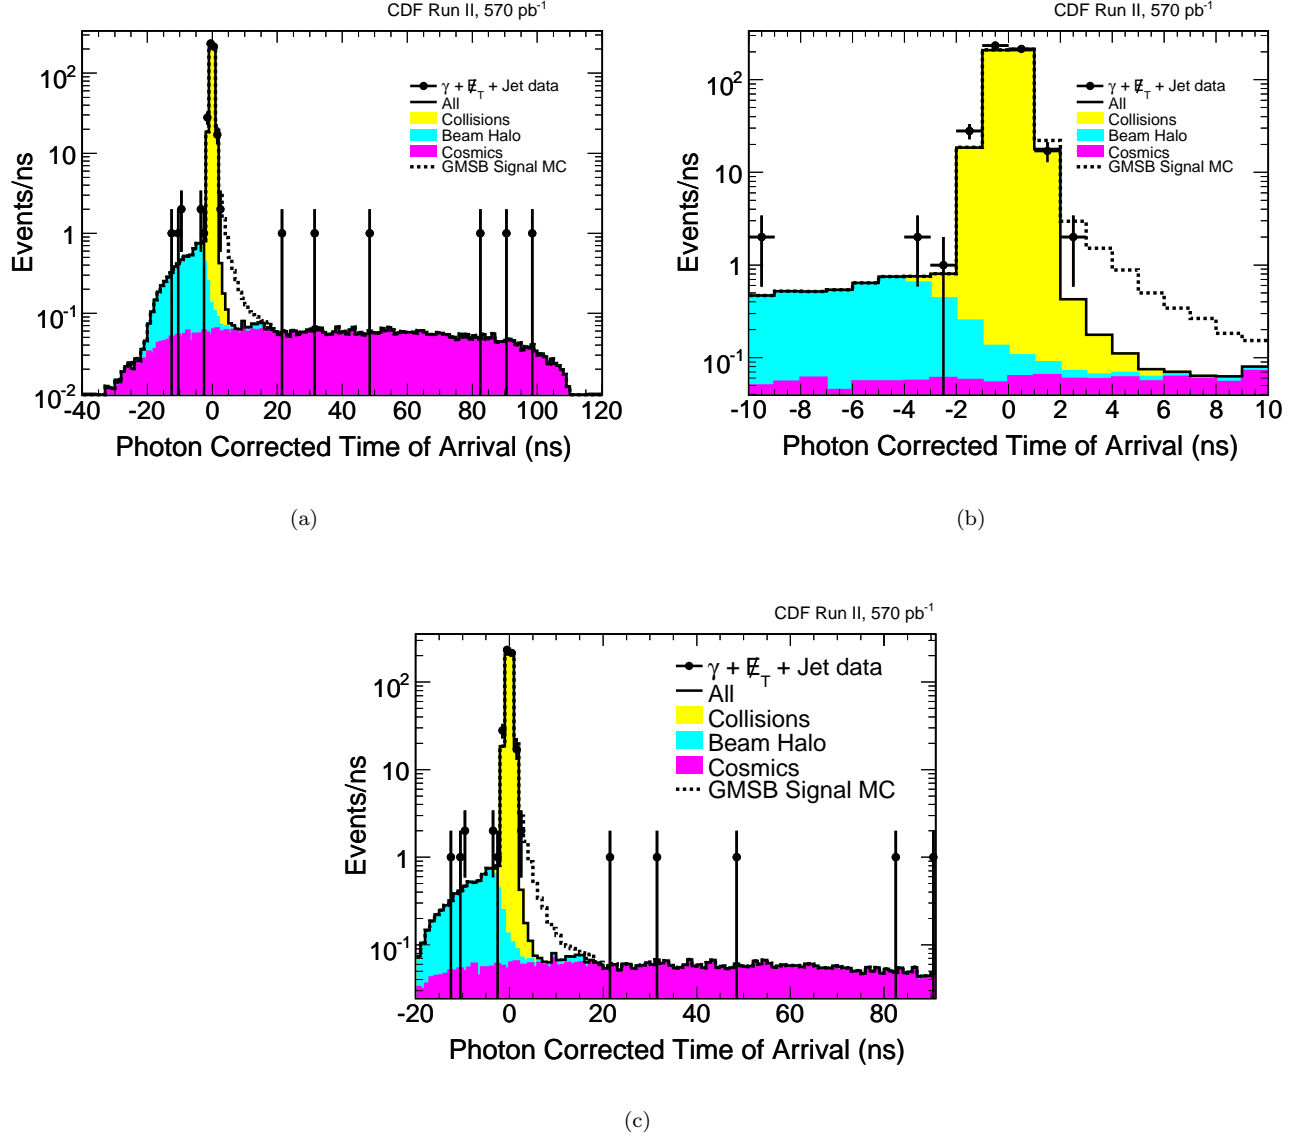 CDF Run II, 570 pb-1
Events/ns
10²
10
1
10-1
10-2
γ + E̸T + Jet data
All
Collisions
Beam Halo
Cosmics
GMSB Signal MC
-40 -20 0 20 40 60 80 100 120
Photon Corrected Time of Arrival (ns)
(a)
CDF Run II, 570 pb-1
Events/ns
10²
10
1
10-1
γ + E̸T + Jet data
All
Collisions
Beam Halo
Cosmics
GMSB Signal MC
-10 -8 -6 -4 -2 0 2 4 6 8 10
Photon Corrected Time of Arrival (ns)
(b)
CDF Run II, 570 pb-1
Events/ns
10²
10
1
10-1
γ + E̸T + Jet data
All
Collisions
Beam Halo
Cosmics
GMSB Signal MC
-20 0 20 40 60 80
Photon Corrected Time of Arrival (ns)
(c)